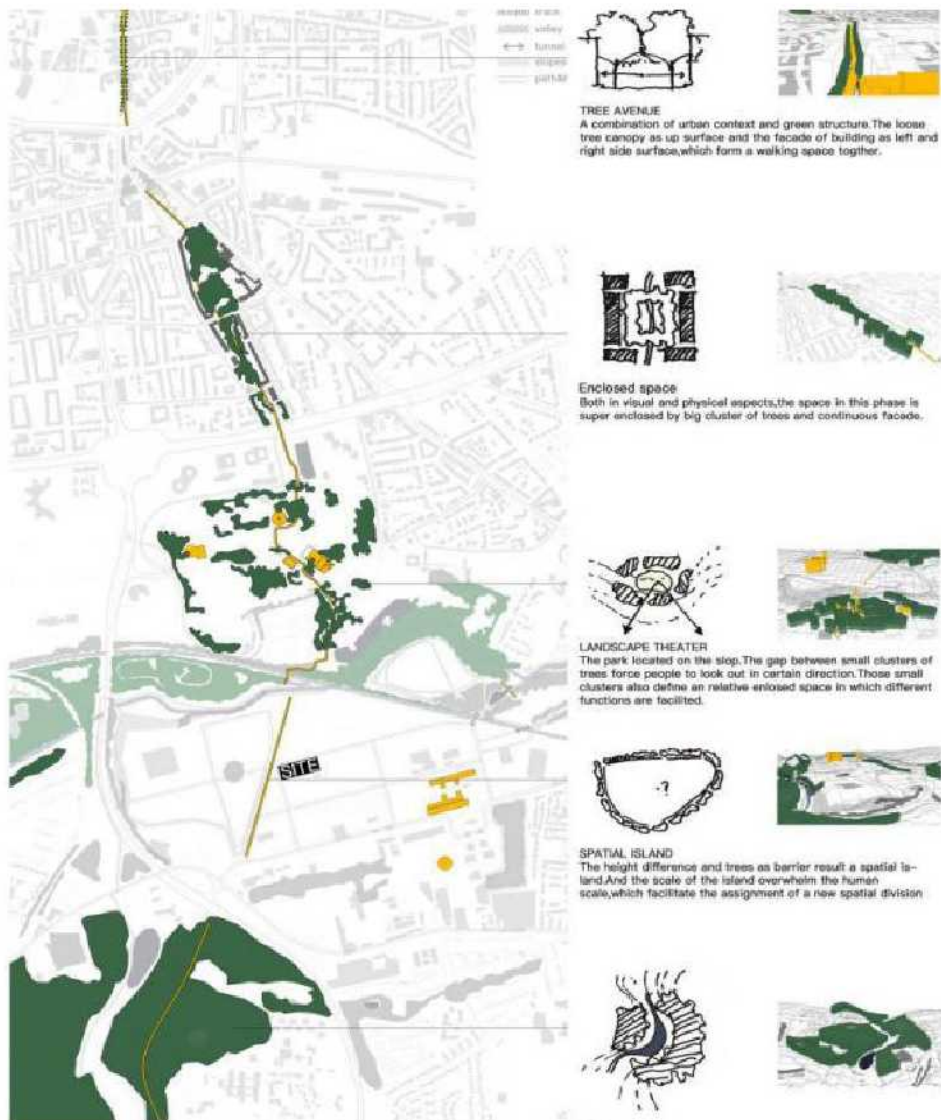 track
valley
tunnel
slope
SITE
TREE AVENUE
A combination of urban context and green structure.The loose
tree canopy as up surface and the facade of building as left and
right side surface,which form a walking space togther.
Enclosed space
Both in visual and physical aspects,the space in this phase is
super enclosed by big cluster of trees and continuous facade.
LANDSCAPE THEATER
The park located on the slop.The gap between small clusters of
trees force people to look out in certain direction.Those small
clusters also define an relative enlosed space in which different
functions are facilited.
.?
SPATIAL ISLAND
The height difference and trees as barrier result a spatial is-
land.And the scale of the island overwhelm the human
scale,which facilitate the assignment of a new spatial division